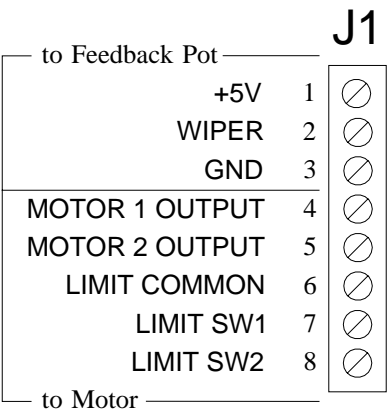 J1
to Feedback Pot
+5V 1
WIPER 2
GND 3
MOTOR 1 OUTPUT 4
MOTOR 2 OUTPUT 5
LIMIT COMMON 6
LIMIT SW1 7
LIMIT SW2 8
to Motor